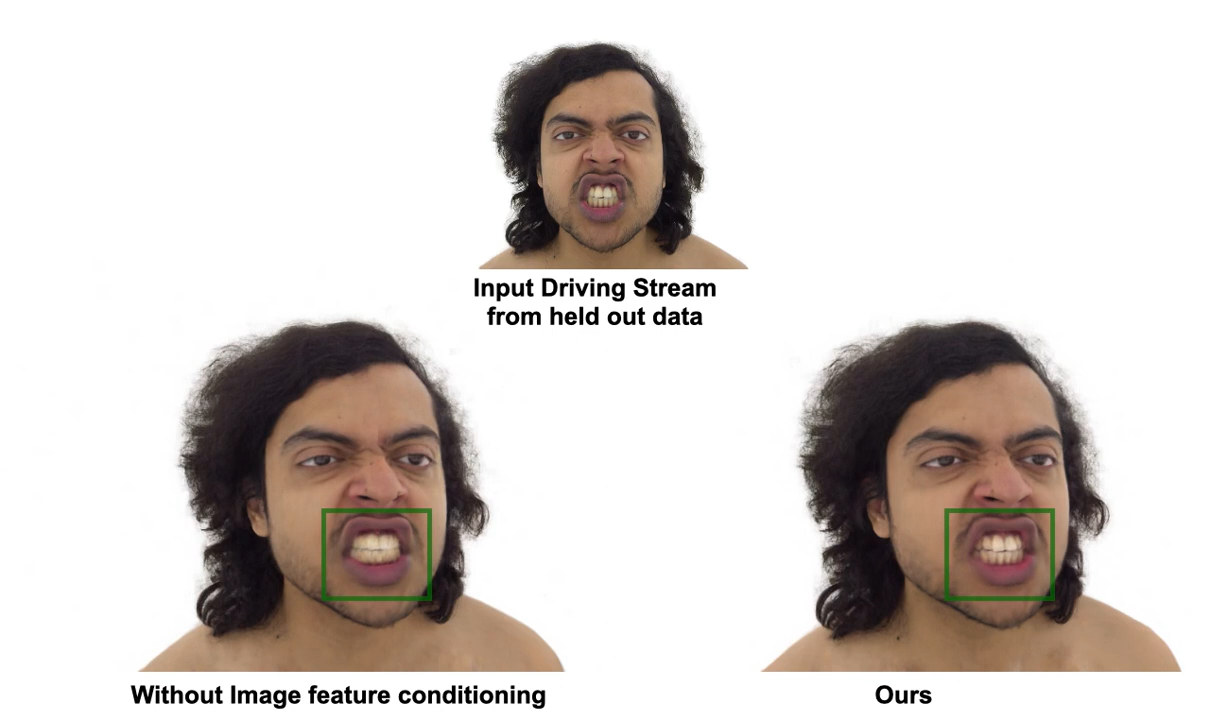 Input Driving Stream
from held out data
Without Image feature conditioning
Ours